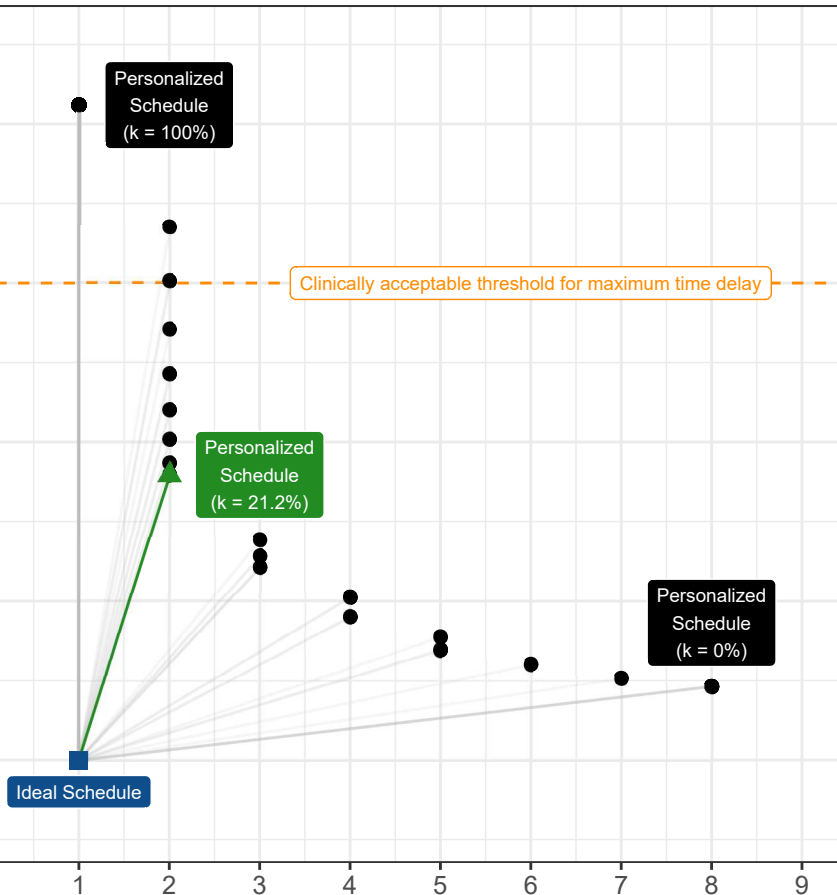 Personalized
Schedule
(k = 100%)
Clinically acceptable threshold for maximum time delay
Personalized
Schedule
(k = 21.2%)
Personalized
Schedule
(k = 0%)
Ideal Schedule
1 2 3 4 5 6 7 8 9